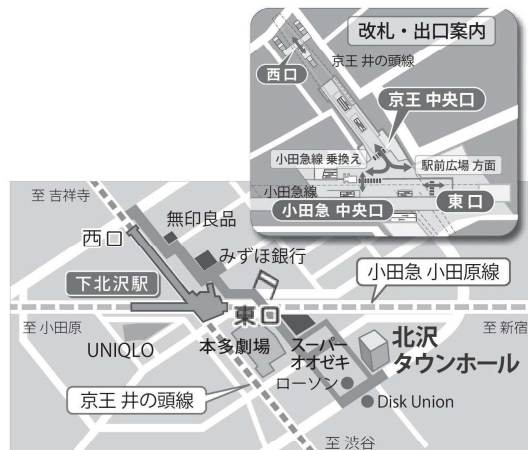 改札・出口案内
京王 井の頭線
西口
京王 中央口
小田急線 乗換え
駅前広場 方面
小田急線
小田急 中央口
東口
至 吉祥寺
無印良品
西口
みずほ銀行
下北沢駅
小田急 小田原線
至 小田原
東口
至 新宿
UNIQLO
本多劇場
スーパー
オオゼキ
北沢
タウンホール
ローソン
京王 井の頭線
Disk Union
至 渋谷